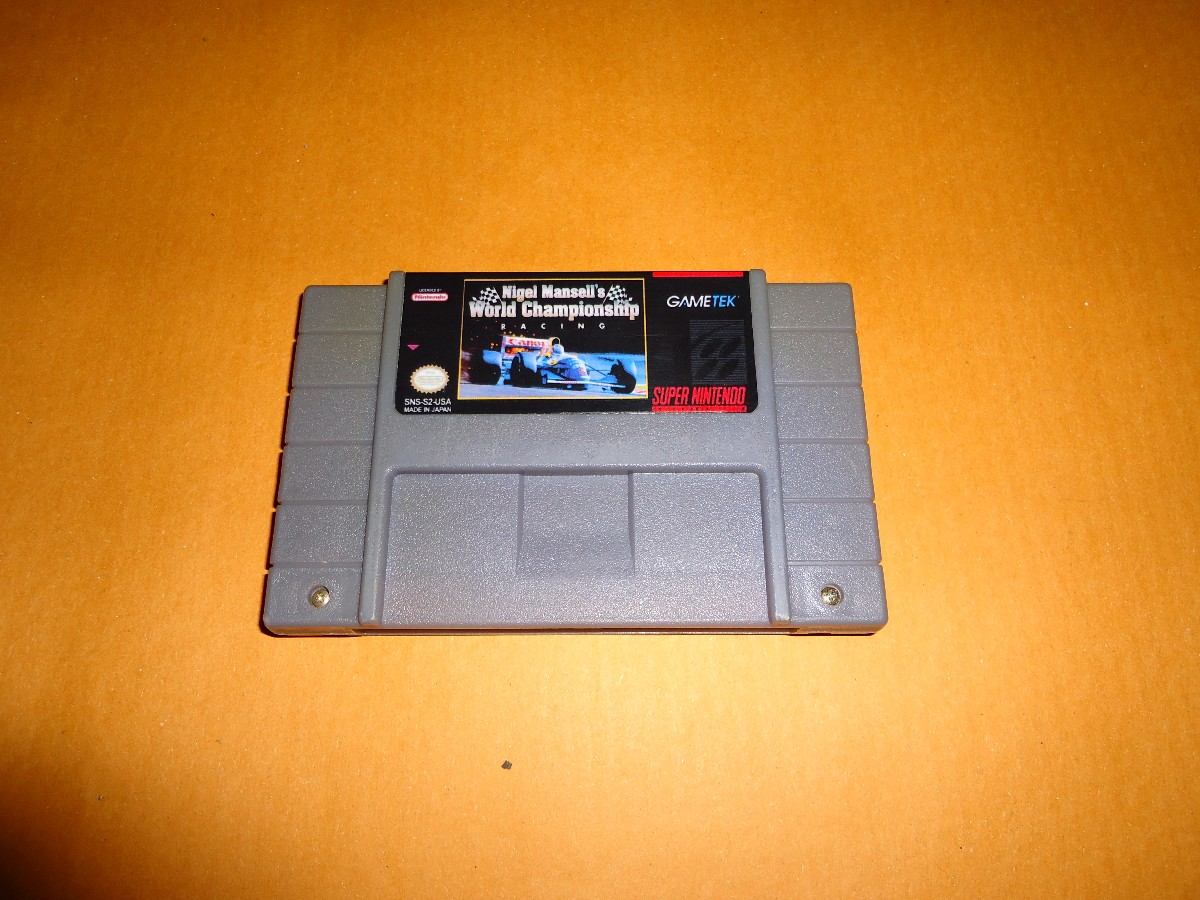 LICENSED BY
Nintendo
SNS-S2-USA
MADE IN JAPAN
Nigel Mansell's
World Championship
RACING
Canon
GAMETEK
SUPER NINTENDO